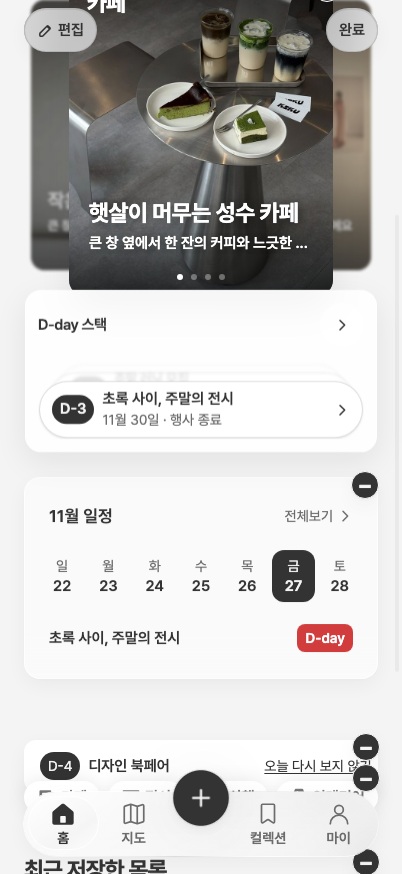 카페
편집
완료
햇살이 머무는 성수 카페
큰 창 옆에서 한 잔의 커피와 느긋한 ...
D-day 스택
D-3
초록 사이, 주말의 전시
11월 30일 · 행사 종료
11월 일정
전체보기
일 월 화 수 목 금 토
22 23 24 25 26 27 28
초록 사이, 주말의 전시
D-day
D-4
디자인 북페어
오늘 다시 보지 않기
홈
지도
컬렉션
마이
최근 저장한 목록